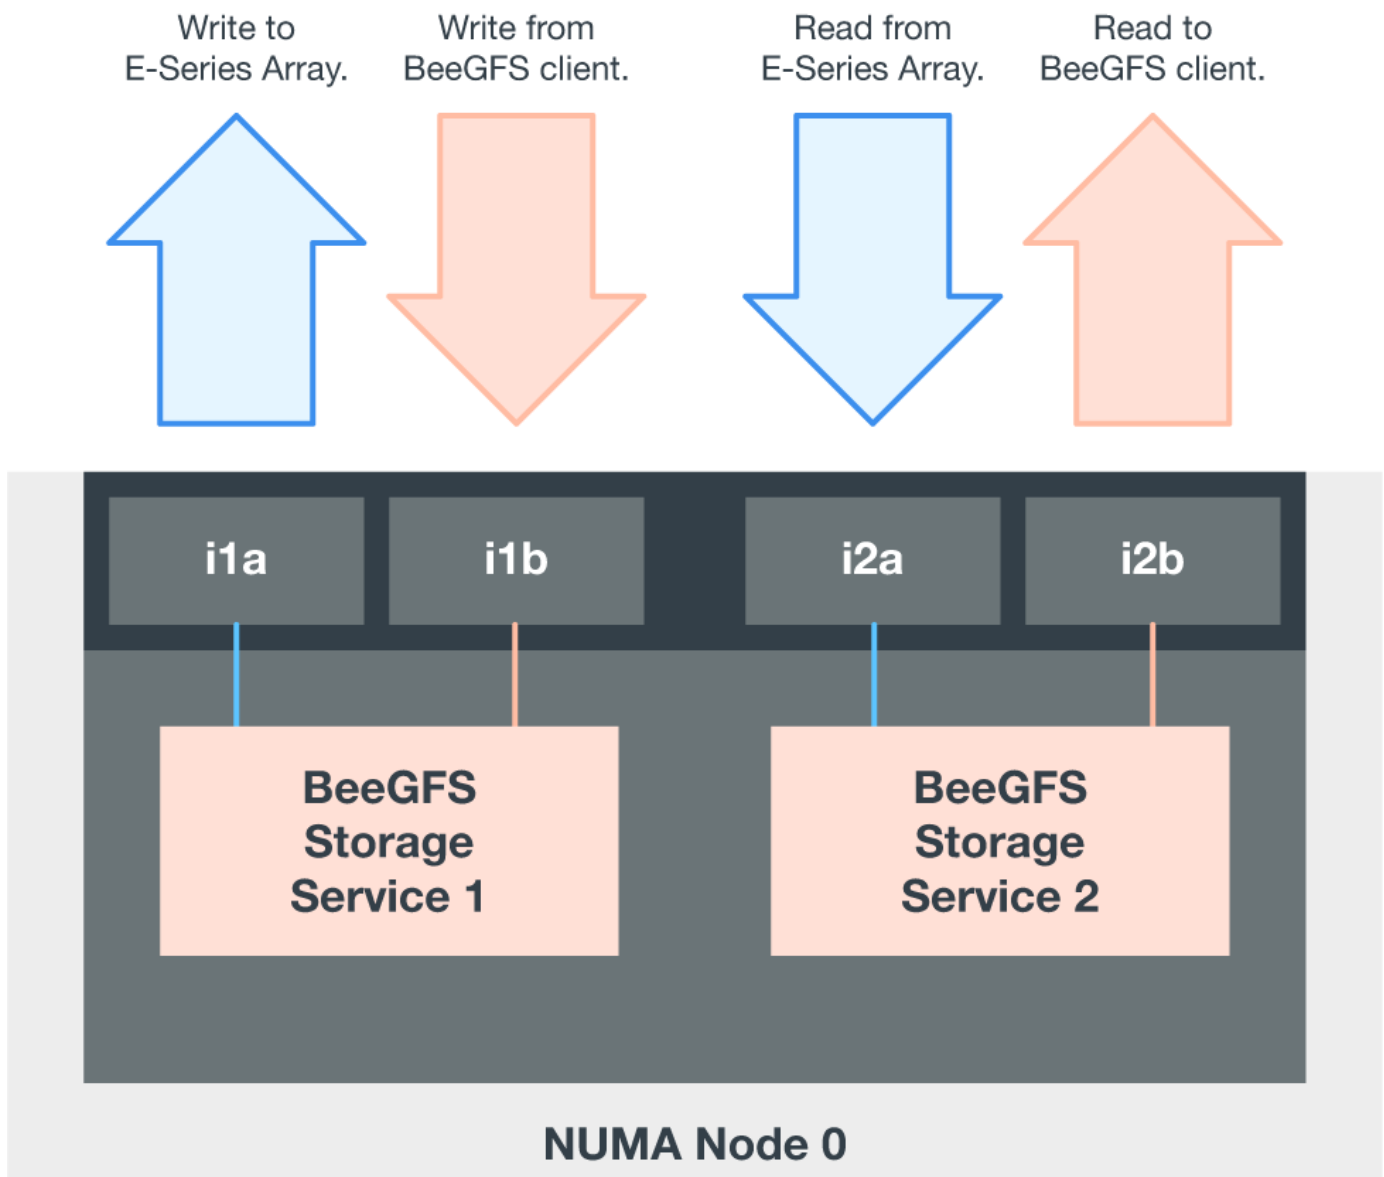 Write to
E-Series Array.
Write from
BeeGFS client.
Read from
E-Series Array.
Read to
BeeGFS client.
i1a
i1b
i2a
i2b
BeeGFS
Storage
Service 1
BeeGFS
Storage
Service 2
NUMA Node 0